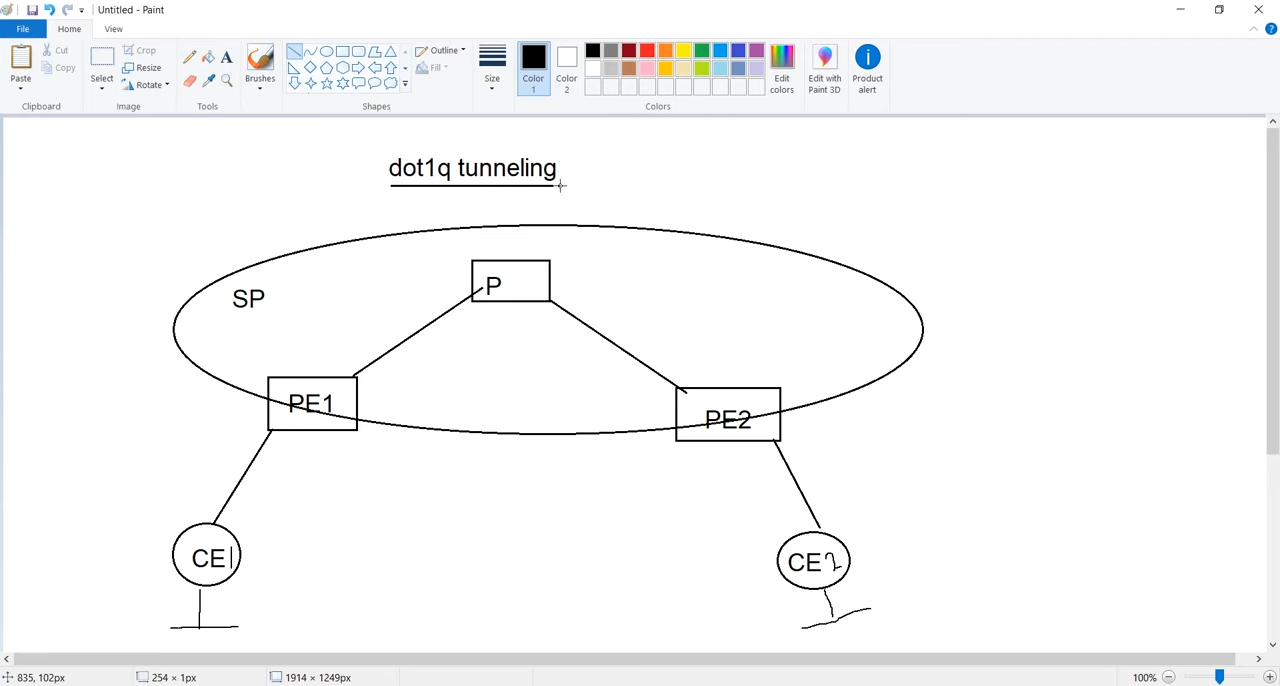 Untitled - Paint
File Home View
Paste
Cut
Copy
Clipboard
Select
Crop
Resize
Rotate
Image
A
Tools
Brushes
Shapes
Outline
Fill
Size
Color 1
Color 2
Edit colors
Colors
Edit with Paint 3D
Product alert
dot1q tunneling
SP
P
PE1
PE2
CE1
CE2
835, 102px
254 × 1px
1914 × 1249px
100%